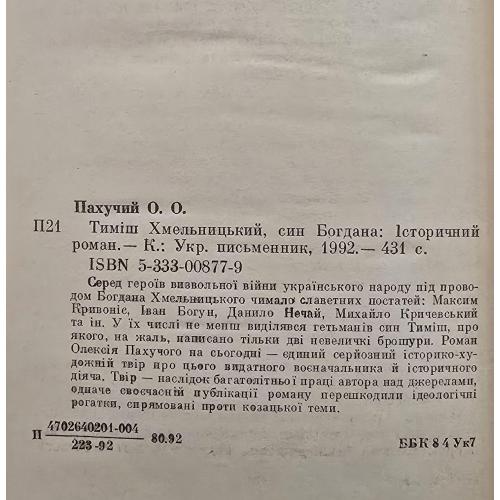 Пахучий О. О.
П21 Тиміш Хмельницький, син Богдана: Історичний
роман.— К.: Укр. письменник, 1992.— 431 с.
ISBN 5-333-00877-9
Серед героїв визвольної війни українського народу під прово-
дом Богдана Хмельницького чимало славетних постатей: Максим
Кривоніс, Іван Богун, Данило Нечай, Михайло Кричевський
та ін. У їх числі не менш виділявся гетьманів син Тиміш, про
якого, на жаль, написано тільки дві невеличкі брошури. Роман
Олексія Пахучого на сьогодні — єдиний серйозний історико-ху-
дожній твір про цього видатного воєначальника й історичного
діяча. Твір — наслідок багатолітньої праці автора над джерелами,
одначе своєчасній публікації роману перешкодили ідеологічні
рогатки, спрямовані проти козацької теми.
П 4702640201-004 80.92 ББК 84 Ук7
223-92